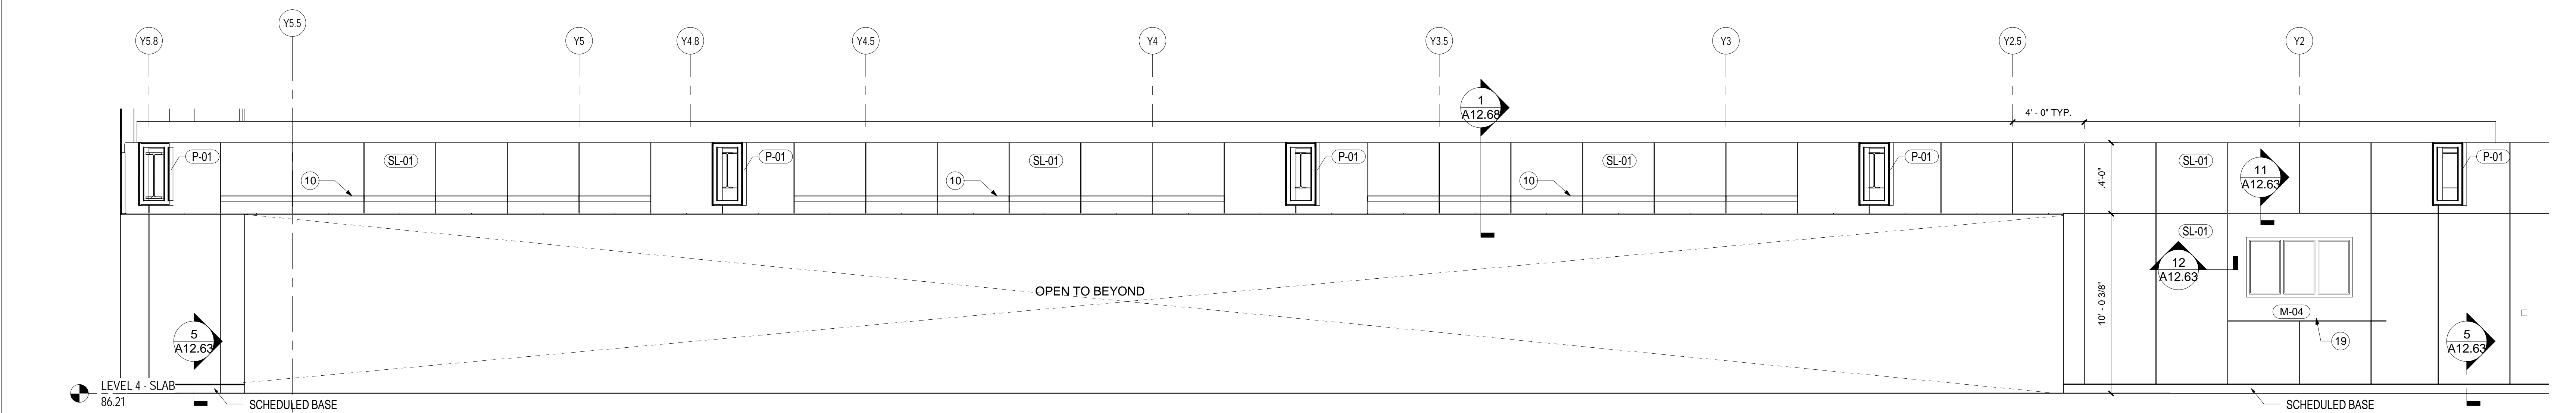 Y5.8
Y5.5
Y5
Y4.8
Y4.5
Y4
Y3.5
Y3
Y2.5
Y2
1
A12.68
4' - 0" TYP.
P-01
SL-01
P-01
SL-01
P-01
SL-01
P-01
SL-01
P-01
10
10
10
4'-0"
11
A12.63
SL-01
12
A12.63
OPEN TO BEYOND
10' - 0 3/8"
M-04
19
5
A12.63
5
A12.63
LEVEL 4 - SLAB
86.21
SCHEDULED BASE
SCHEDULED BASE